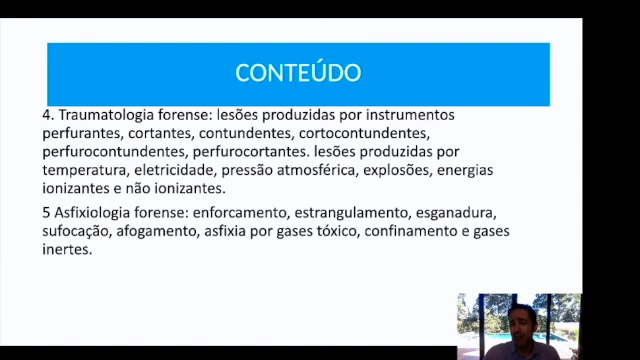 CONTEÚDO
4. Traumatologia forense: lesões produzidas por instrumentos
perfurantes, cortantes, contundentes, cortocontundentes,
perfurocontundentes, perfurocortantes. lesões produzidas por
temperatura, eletricidade, pressão atmosférica, explosões, energias
ionizantes e não ionizantes.
5 Asfixiologia forense: enforcamento, estrangulamento, esganadura,
sufocação, afogamento, asfixia por gases tóxico, confinamento e gases
inertes.